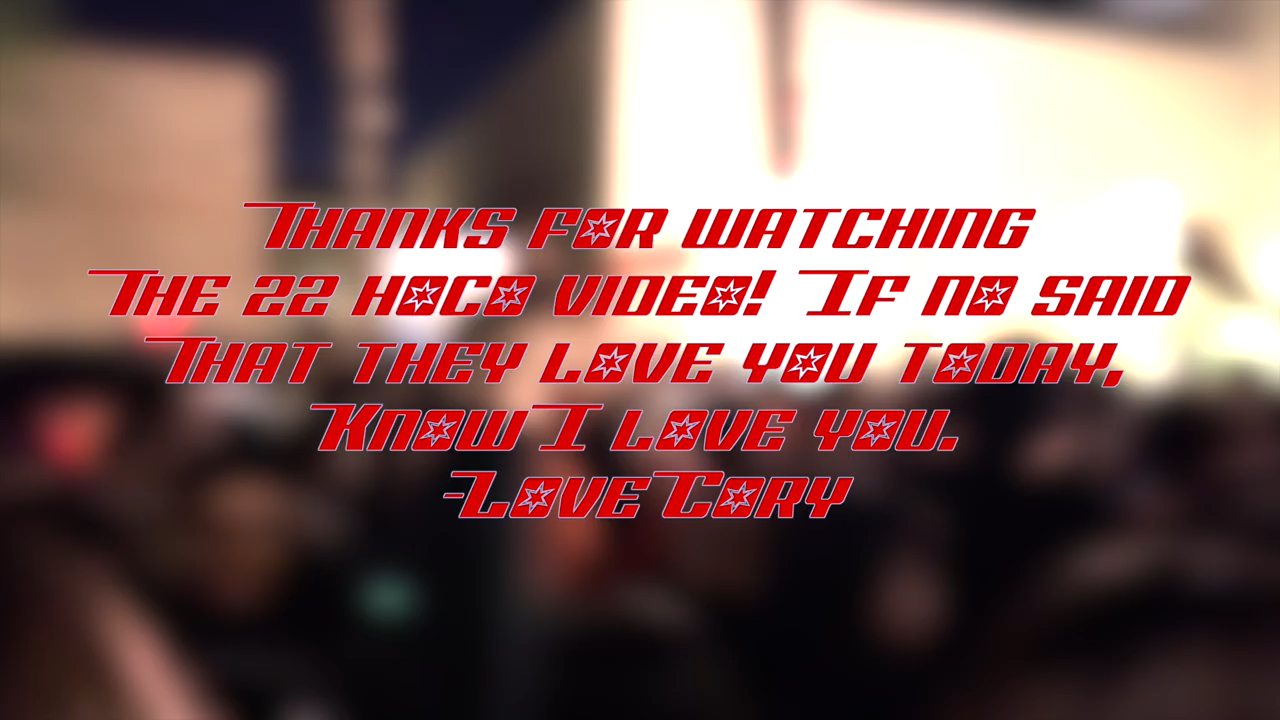 Thanks for watching
The 22 hoco video! If no said
That they love you today,
Know I love you.
-Love Cory